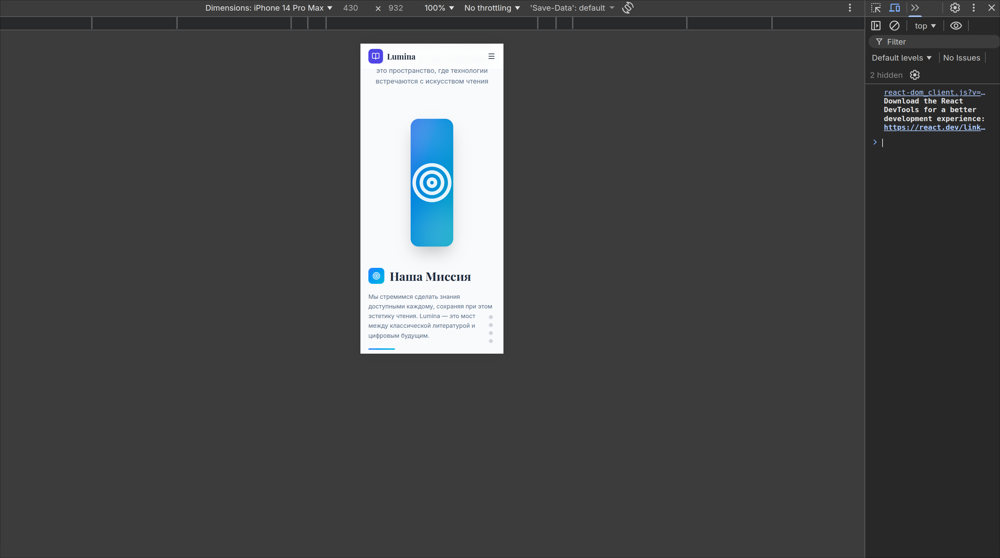 Dimensions: iPhone 14 Pro Max 430 × 932 100% No throttling 'Save-Data': default
top
Filter
Default levels No Issues
2 hidden
react-dom_client.js?v=…
Download the React
DevTools for a better
development experience:
https://react.dev/link…
Lumina
это пространство, где технологии
встречаются с искусством чтения
Наша Миссия
Мы стремимся сделать знания
доступными каждому, сохраняя при этом
эстетику чтения. Lumina — это мост
между классической литературой и
цифровым будущим.